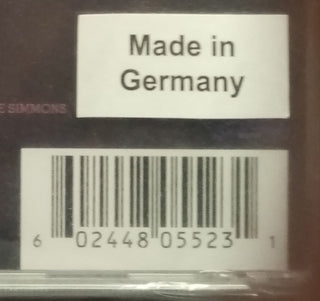 Made in
Germany
E SIMMONS
6 02448 05523 1